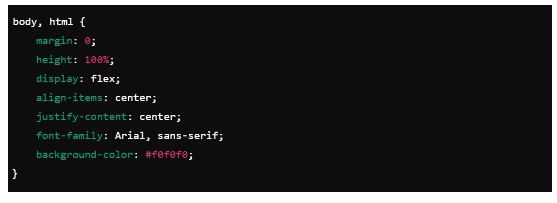 body, html {
    margin: 0;
    height: 100%;
    display: flex;
    align-items: center;
    justify-content: center;
    font-family: Arial, sans-serif;
    background-color: #f0f0f0;
}